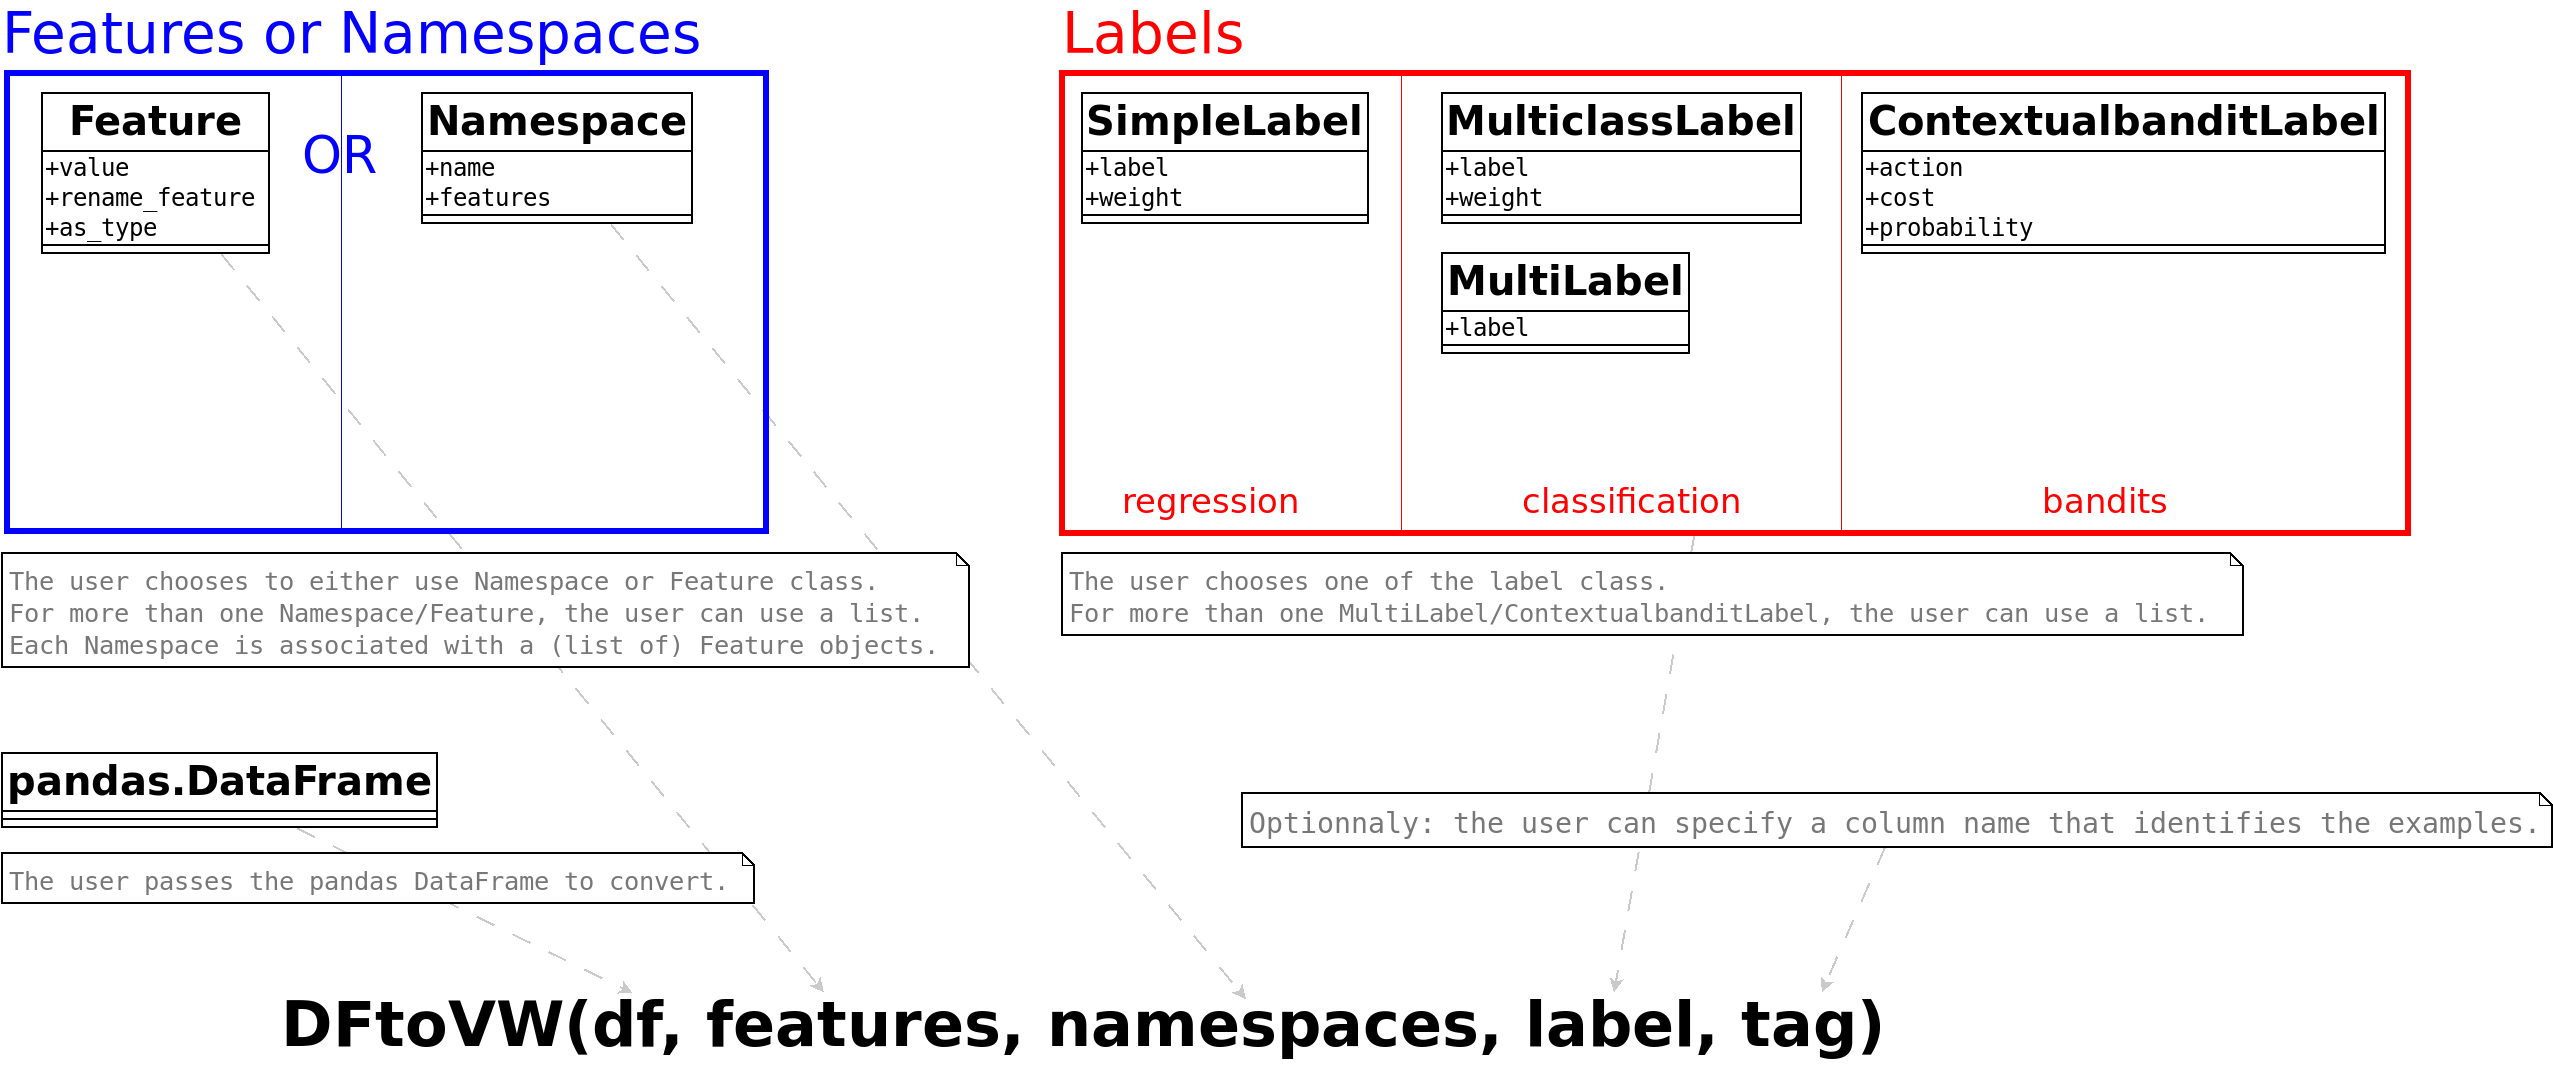 Features or Namespaces
Feature
+value
+rename_feature
+as_type
OR
Namespace
+name
+features
Labels
SimpleLabel
+label
+weight
MulticlassLabel
+label
+weight
MultiLabel
+label
ContextualbanditLabel
+action
+cost
+probability
regression
classification
bandits
The user chooses to either use Namespace or Feature class.
For more than one Namespace/Feature, the user can use a list.
Each Namespace is associated with a (list of) Feature objects.
The user chooses one of the label class.
For more than one MultiLabel/ContextualbanditLabel, the user can use a list.
pandas.DataFrame
The user passes the pandas DataFrame to convert.
Optionnaly: the user can specify a column name that identifies the examples.
DFtoVW(df, features, namespaces, label, tag)